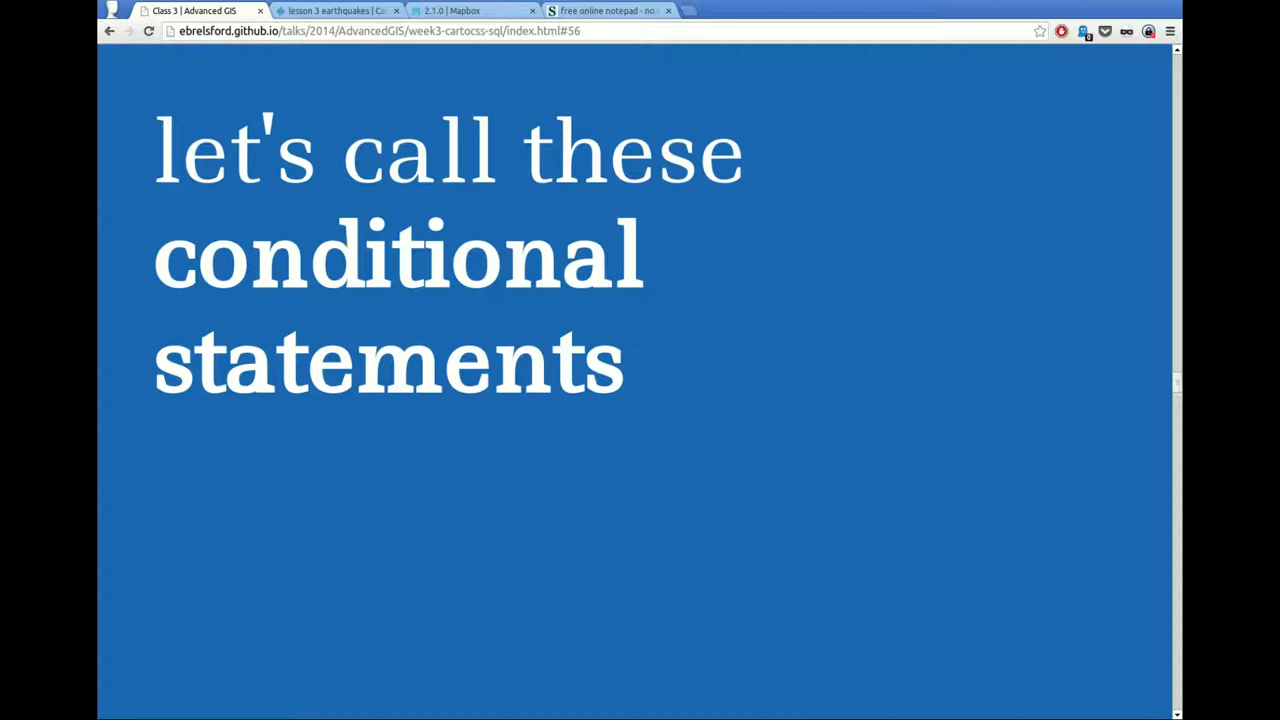 Class 3 | Advanced GIS
lesson 3 earthquakes | Ca
2.1.0 | Mapbox
free online notepad - no
ebrelsford.github.io/talks/2014/AdvancedGIS/week3-cartocss-sql/index.html#56
let's call these
conditional
statements